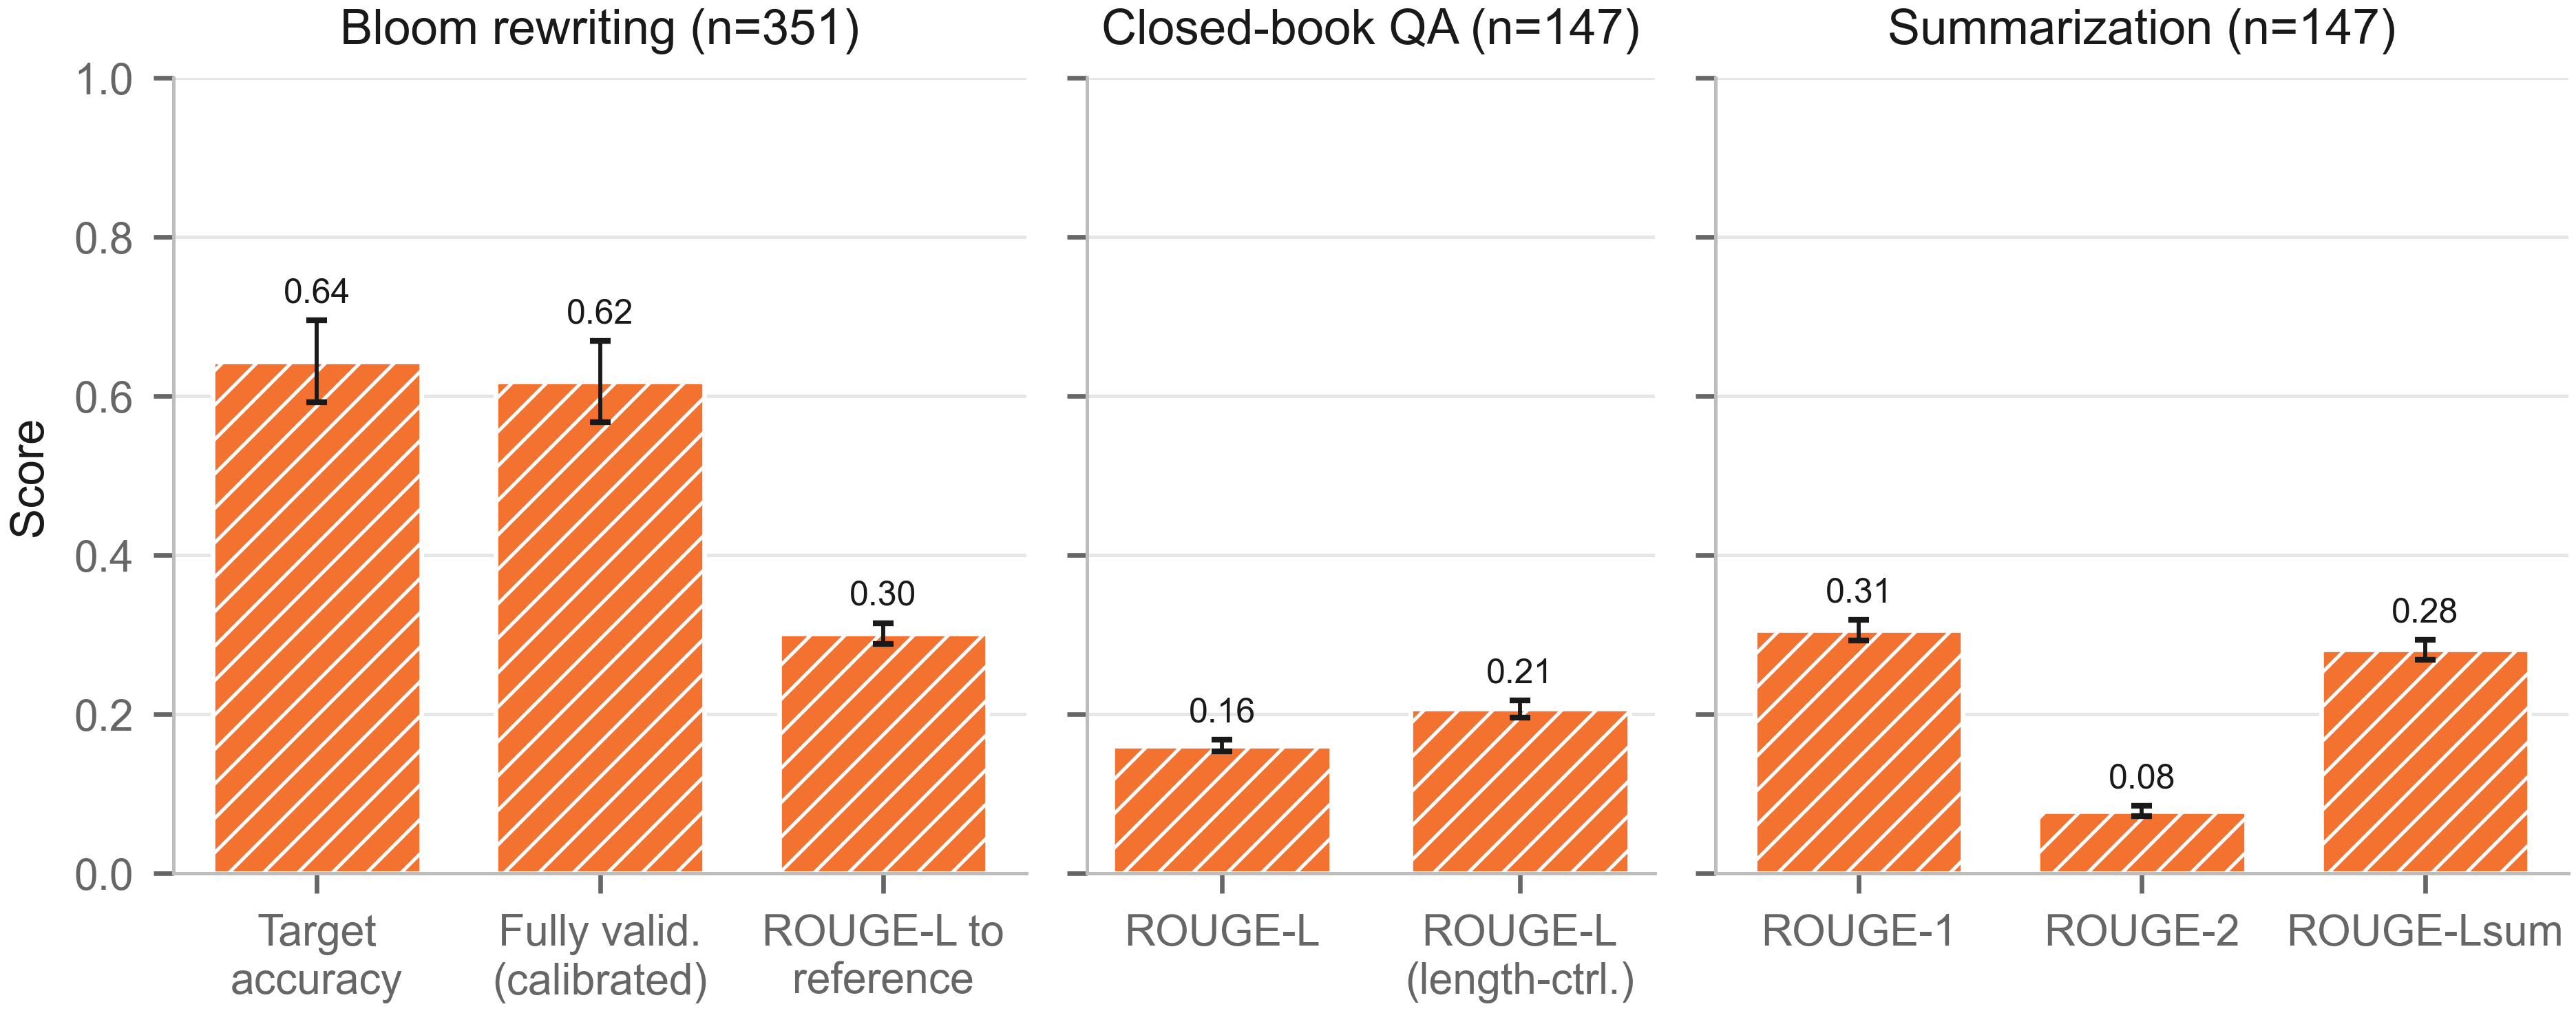 Bloom rewriting (n=351)
Closed-book QA (n=147)
Summarization (n=147)
Score
1.0
0.8
0.6
0.4
0.2
0.0
0.64
0.62
0.30
0.16
0.21
0.31
0.08
0.28
Target
accuracy
Fully valid.
(calibrated)
ROUGE-L to
reference
ROUGE-L
ROUGE-L
(length-ctrl.)
ROUGE-1
ROUGE-2
ROUGE-Lsum